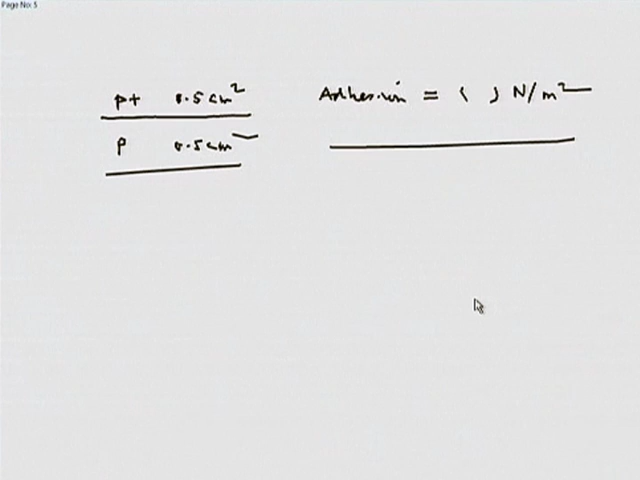 Page No: 5
pt 0.5 cm²
Adhesion = ( ) N/m²
p 0.5 cm²